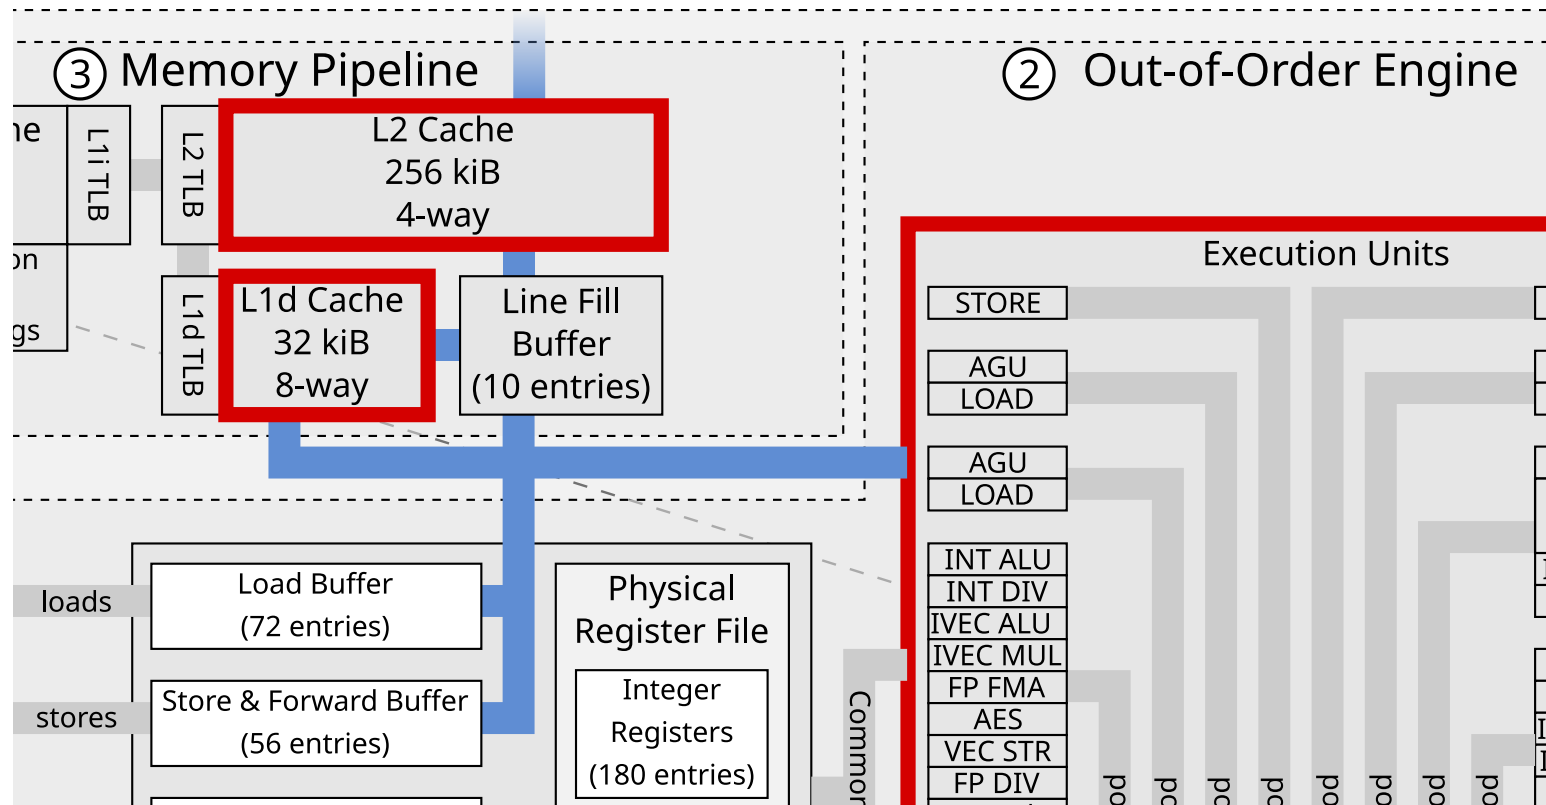 3 Memory Pipeline
2 Out-of-Order Engine
L1i TLB
L2 TLB
L2 Cache
256 kiB
4-way
L1d TLB
L1d Cache
32 kiB
8-way
Line Fill
Buffer
(10 entries)
Execution Units
STORE
AGU
LOAD
AGU
LOAD
INT ALU
INT DIV
IVEC ALU
IVEC MUL
FP FMA
AES
VEC STR
FP DIV
loads
Load Buffer
(72 entries)
stores
Store & Forward Buffer
(56 entries)
Physical
Register File
Integer
Registers
(180 entries)
Common